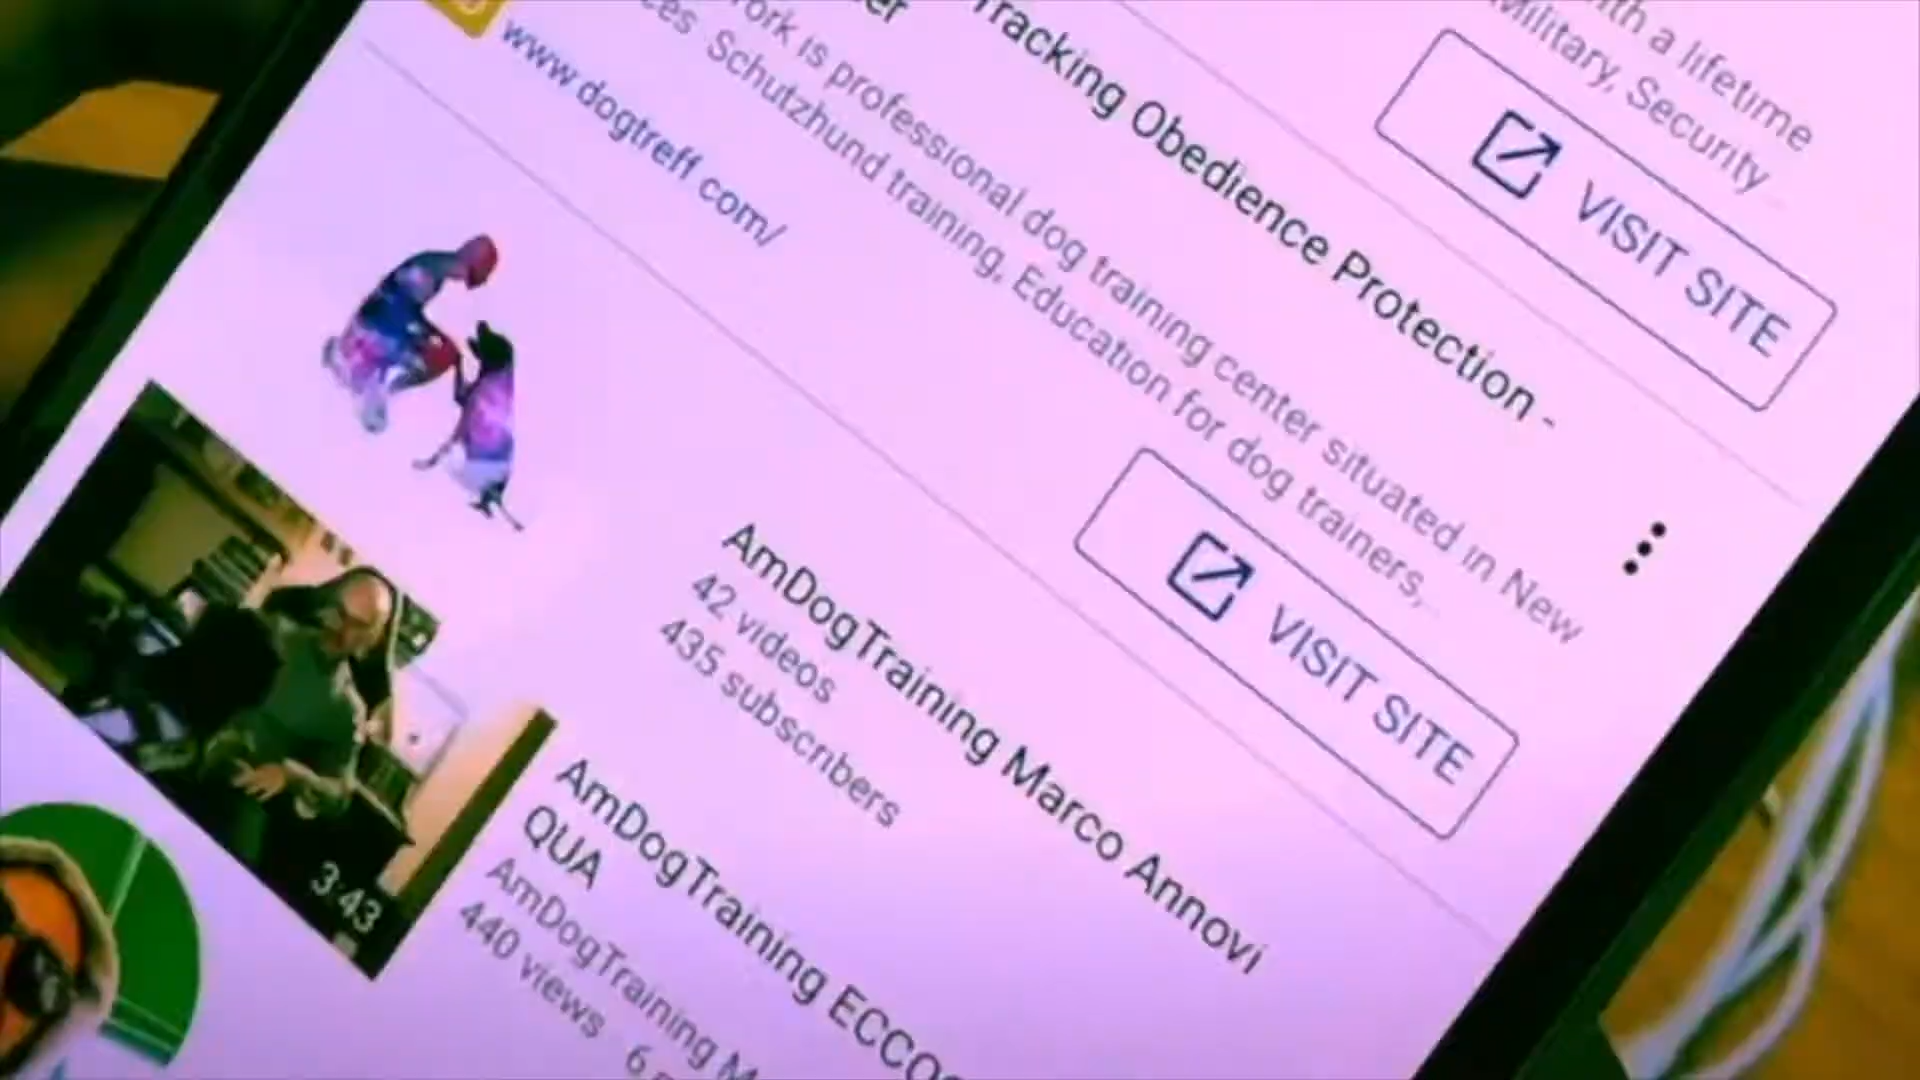 with a lifetime
Military, Security...
VISIT SITE
Tracking Obedience Protection -
er
ork is professional dog training center situated in New
ces Schutzhund training, Education for dog trainers,...
www.dogtreff.com/
VISIT SITE
AmDogTraining Marco Annovi
42 videos
435 subscribers
3:43
AmDogTraining
QUA
AmDogTraining
440 views